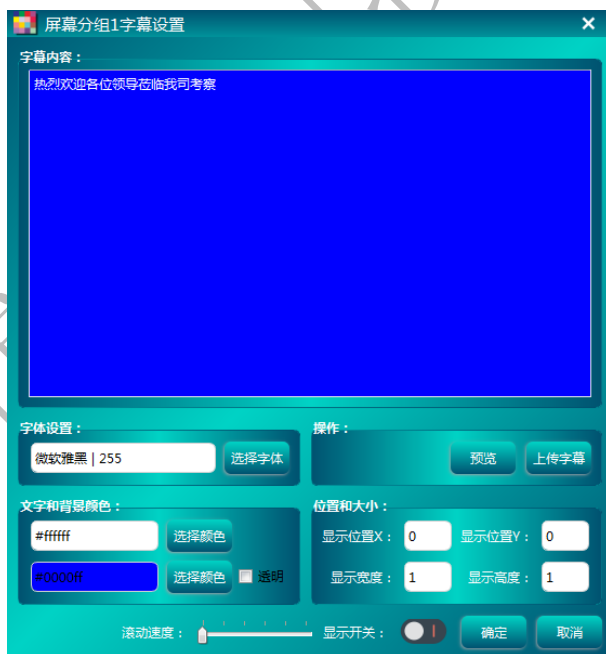 屏幕分组1字幕设置
字幕内容：
热烈欢迎各位领导莅临我司考察
字体设置：
微软雅黑 | 255
选择字体
操作：
预览
上传字幕
文字和背景颜色：
#ffffff
选择颜色
#0000ff
选择颜色
透明
位置和大小：
显示位置X： 0
显示位置Y： 0
显示宽度： 1
显示高度： 1
滚动速度：
显示开关：
确定
取消